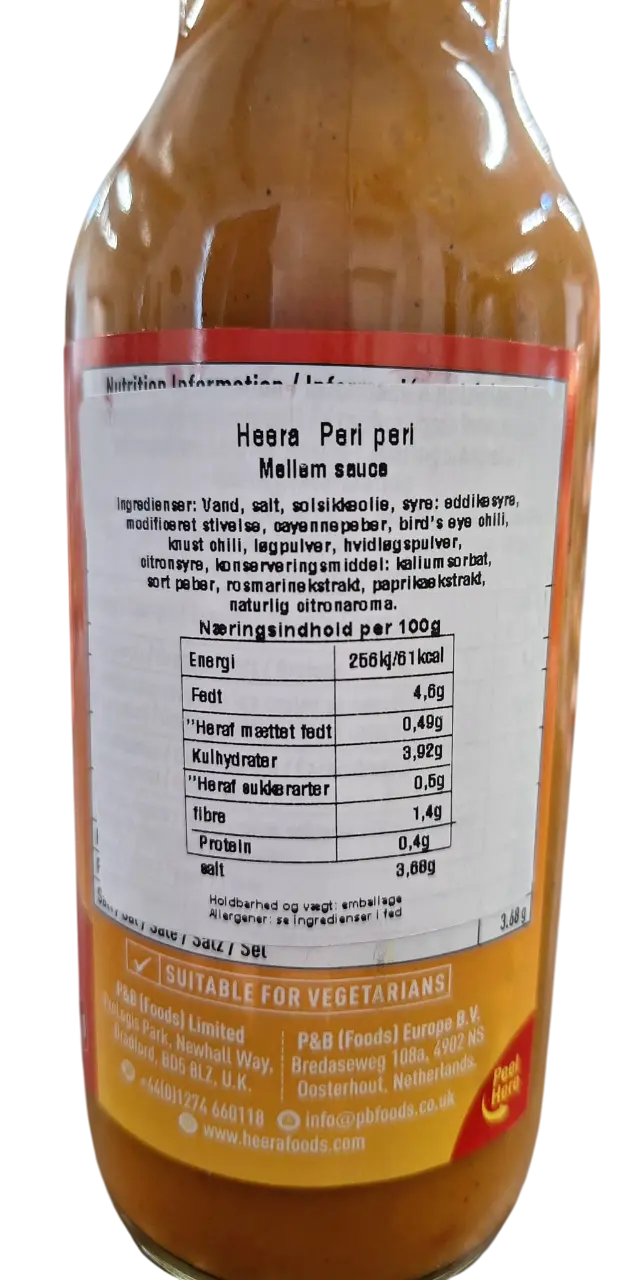 Nutrition Information /
Heera Peri peri
Mellem sauce
Ingredienser: Vand, salt, solsikkeolie, syre: eddikesyre,
modificeret stivelse, cayennepeber, bird's eye chili,
knust chili, løgpulver, hvidløgspulver,
citronsyre, konserveringsmiddel: kaliumsorbat,
sort peber, rosmarinekstrakt, paprikaekstrakt,
naturlig citronaroma.
Næringsindhold per 100g
Energi 256kj/61kcal
Fedt 4,6g
"Heraf mættet fedt 0,49g
Kulhydrater 3,92g
"Heraf sukkerarter 0,5g
fibre 1,4g
Protein 0,4g
salt 3,68g
Holdbarhed og vægt: emballage
Allergener: se ingredienser i fed
/ Salz / Sel 3.68g
SUITABLE FOR VEGETARIANS
P&B (Foods) Limited
Prologis Park, Newhall Way,
Bradford, BD5 8LZ, U.K.
P&B (Foods) Europe B.V.
Bredaseweg 108a, 4902 NS
Oosterhout, Netherlands.
+44(0)1274 660118 info@pbfoods.co.uk
www.heerafoods.com
Peel
Here